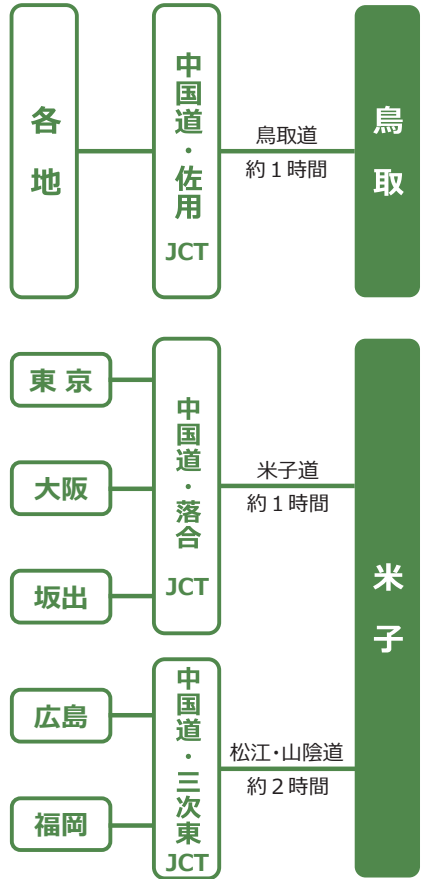 各地
中国道・佐用JCT
鳥取道
約1時間
鳥取
東京
大阪
坂出
中国道・落合JCT
米子道
約1時間
米子
広島
福岡
中国道・三次東JCT
松江・山陰道
約2時間